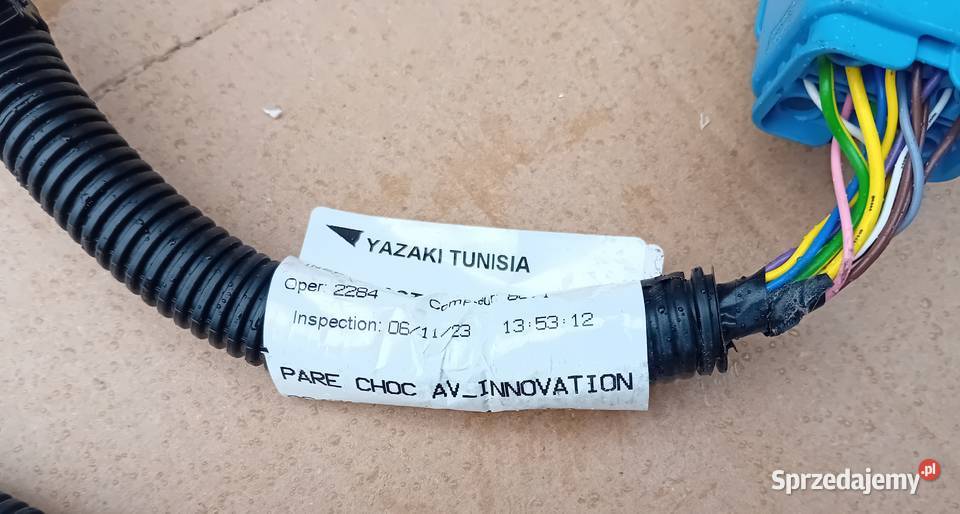 YAZAKI TUNISIA
Oper: 2284
Inspection: 06/11/23 13:53:12
PARE CHOC AV_INNOVATION
Sprzedajemy.pl